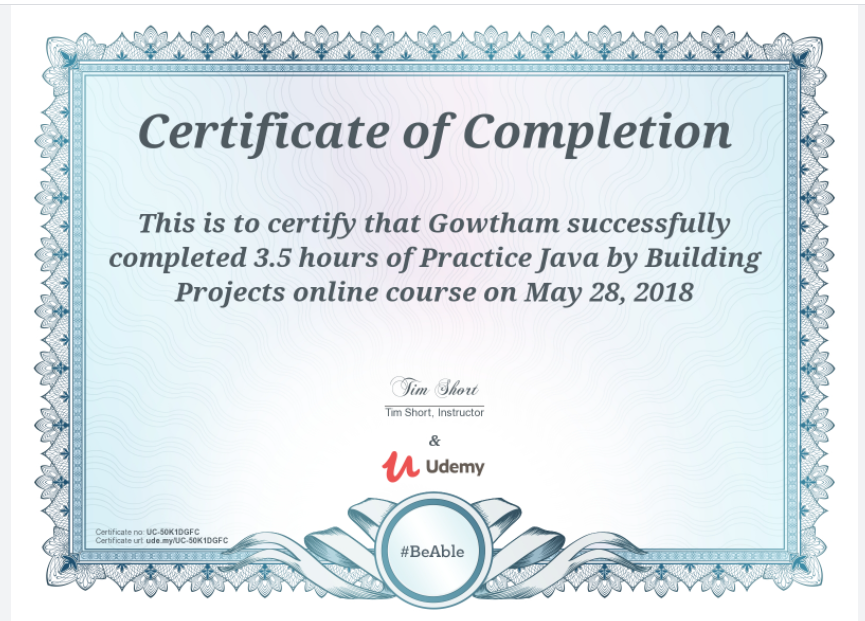 Certificate of Completion
This is to certify that Gowtham successfully
completed 3.5 hours of Practice Java by Building
Projects online course on May 28, 2018
Tim Short
Tim Short, Instructor
&
Udemy
Certificate no: UC-50K1DGFC
Certificate url: ude.my/UC-50K1DGFC
#BeAble